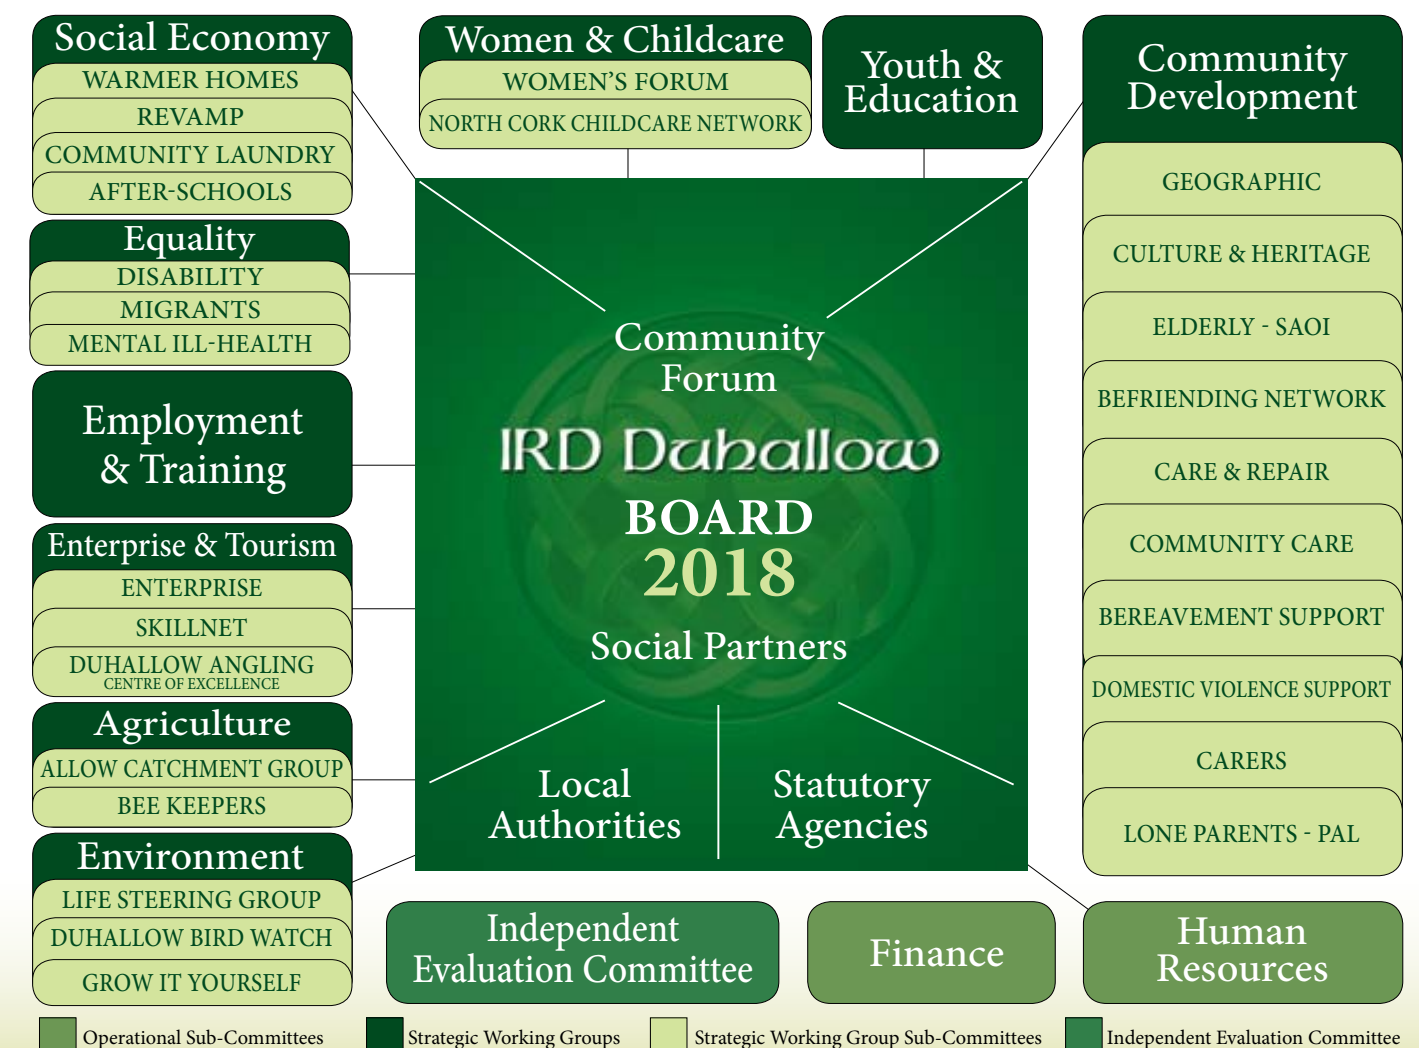 Social Economy
WARMER HOMES
REVAMP
COMMUNITY LAUNDRY
AFTER-SCHOOLS
Equality
DISABILITY
MIGRANTS
MENTAL ILL-HEALTH
Employment
& Training
Enterprise & Tourism
ENTERPRISE
SKILLNET
DUHALLOW ANGLING
CENTRE OF EXCELLENCE
Agriculture
ALLOW CATCHMENT GROUP
BEE KEEPERS
Environment
LIFE STEERING GROUP
DUHALLOW BIRD WATCH
GROW IT YOURSELF
Women & Childcare
WOMEN'S FORUM
NORTH CORK CHILDCARE NETWORK
Youth &
Education
Community
Forum
IRD Duhallow
BOARD
2018
Social Partners
Local
Authorities
Statutory
Agencies
Community
Development
GEOGRAPHIC
CULTURE & HERITAGE
ELDERLY - SAOI
BEFRIENDING NETWORK
CARE & REPAIR
COMMUNITY CARE
BEREAVEMENT SUPPORT
DOMESTIC VIOLENCE SUPPORT
CARERS
LONE PARENTS - PAL
Independent
Evaluation Committee
Finance
Human
Resources
Operational Sub-Committees
Strategic Working Groups
Strategic Working Group Sub-Committees
Independent Evaluation Committee